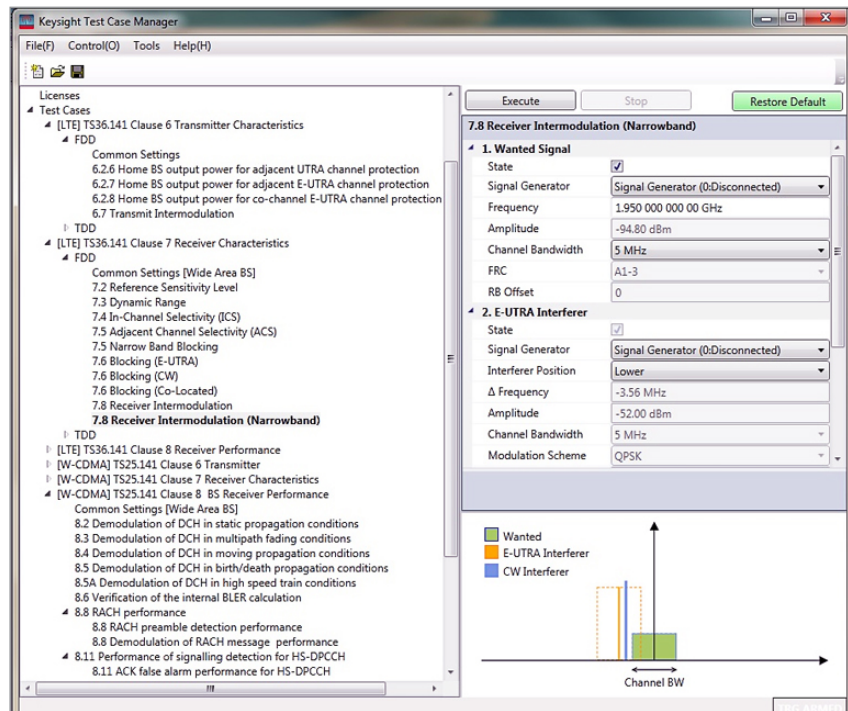 Keysight Test Case Manager
File(F) Control(O) Tools Help(H)
Licenses
Test Cases
[LTE] TS36.141 Clause 6 Transmitter Characteristics
FDD
Common Settings
6.2.6 Home BS output power for adjacent UTRA channel protection
6.2.7 Home BS output power for adjacent E-UTRA channel protection
6.2.8 Home BS output power for co-channel E-UTRA channel protection
6.7 Transmit Intermodulation
TDD
[LTE] TS36.141 Clause 7 Receiver Characteristics
FDD
Common Settings [Wide Area BS]
7.2 Reference Sensitivity Level
7.3 Dynamic Range
7.4 In-Channel Selectivity (ICS)
7.5 Adjacent Channel Selectivity (ACS)
7.5 Narrow Band Blocking
7.6 Blocking (E-UTRA)
7.6 Blocking (CW)
7.6 Blocking (Co-Located)
7.8 Receiver Intermodulation
7.8 Receiver Intermodulation (Narrowband)
TDD
[LTE] TS36.141 Clause 8 Receiver Performance
[W-CDMA] TS25.141 Clause 6 Transmitter
[W-CDMA] TS25.141 Clause 7 Receiver Characteristics
[W-CDMA] TS25.141 Clause 8 BS Receiver Performance
Common Settings [Wide Area BS]
8.2 Demodulation of DCH in static propagation conditions
8.3 Demodulation of DCH in multipath fading conditions
8.4 Demodulation of DCH in moving propagation conditions
8.5 Demodulation of DCH in birth/death propagation conditions
8.5A Demodulation of DCH in high speed train conditions
8.6 Verification of the internal BLER calculation
8.8 RACH performance
8.8 RACH preamble detection performance
8.8 Demodulation of RACH message performance
8.11 Performance of signalling detection for HS-DPCCH
8.11 ACK false alarm performance for HS-DPCCH
Execute Stop Restore Default
7.8 Receiver Intermodulation (Narrowband)
1. Wanted Signal
State
Signal Generator Signal Generator (0:Disconnected)
Frequency 1.950 000 000 00 GHz
Amplitude -94.80 dBm
Channel Bandwidth 5 MHz
FRC A1-3
RB Offset 0
2. E-UTRA Interferer
State
Signal Generator Signal Generator (0:Disconnected)
Interferer Position Lower
Δ Frequency -3.56 MHz
Amplitude -52.00 dBm
Channel Bandwidth 5 MHz
Modulation Scheme QPSK
Wanted
E-UTRA Interferer
CW Interferer
Channel BW